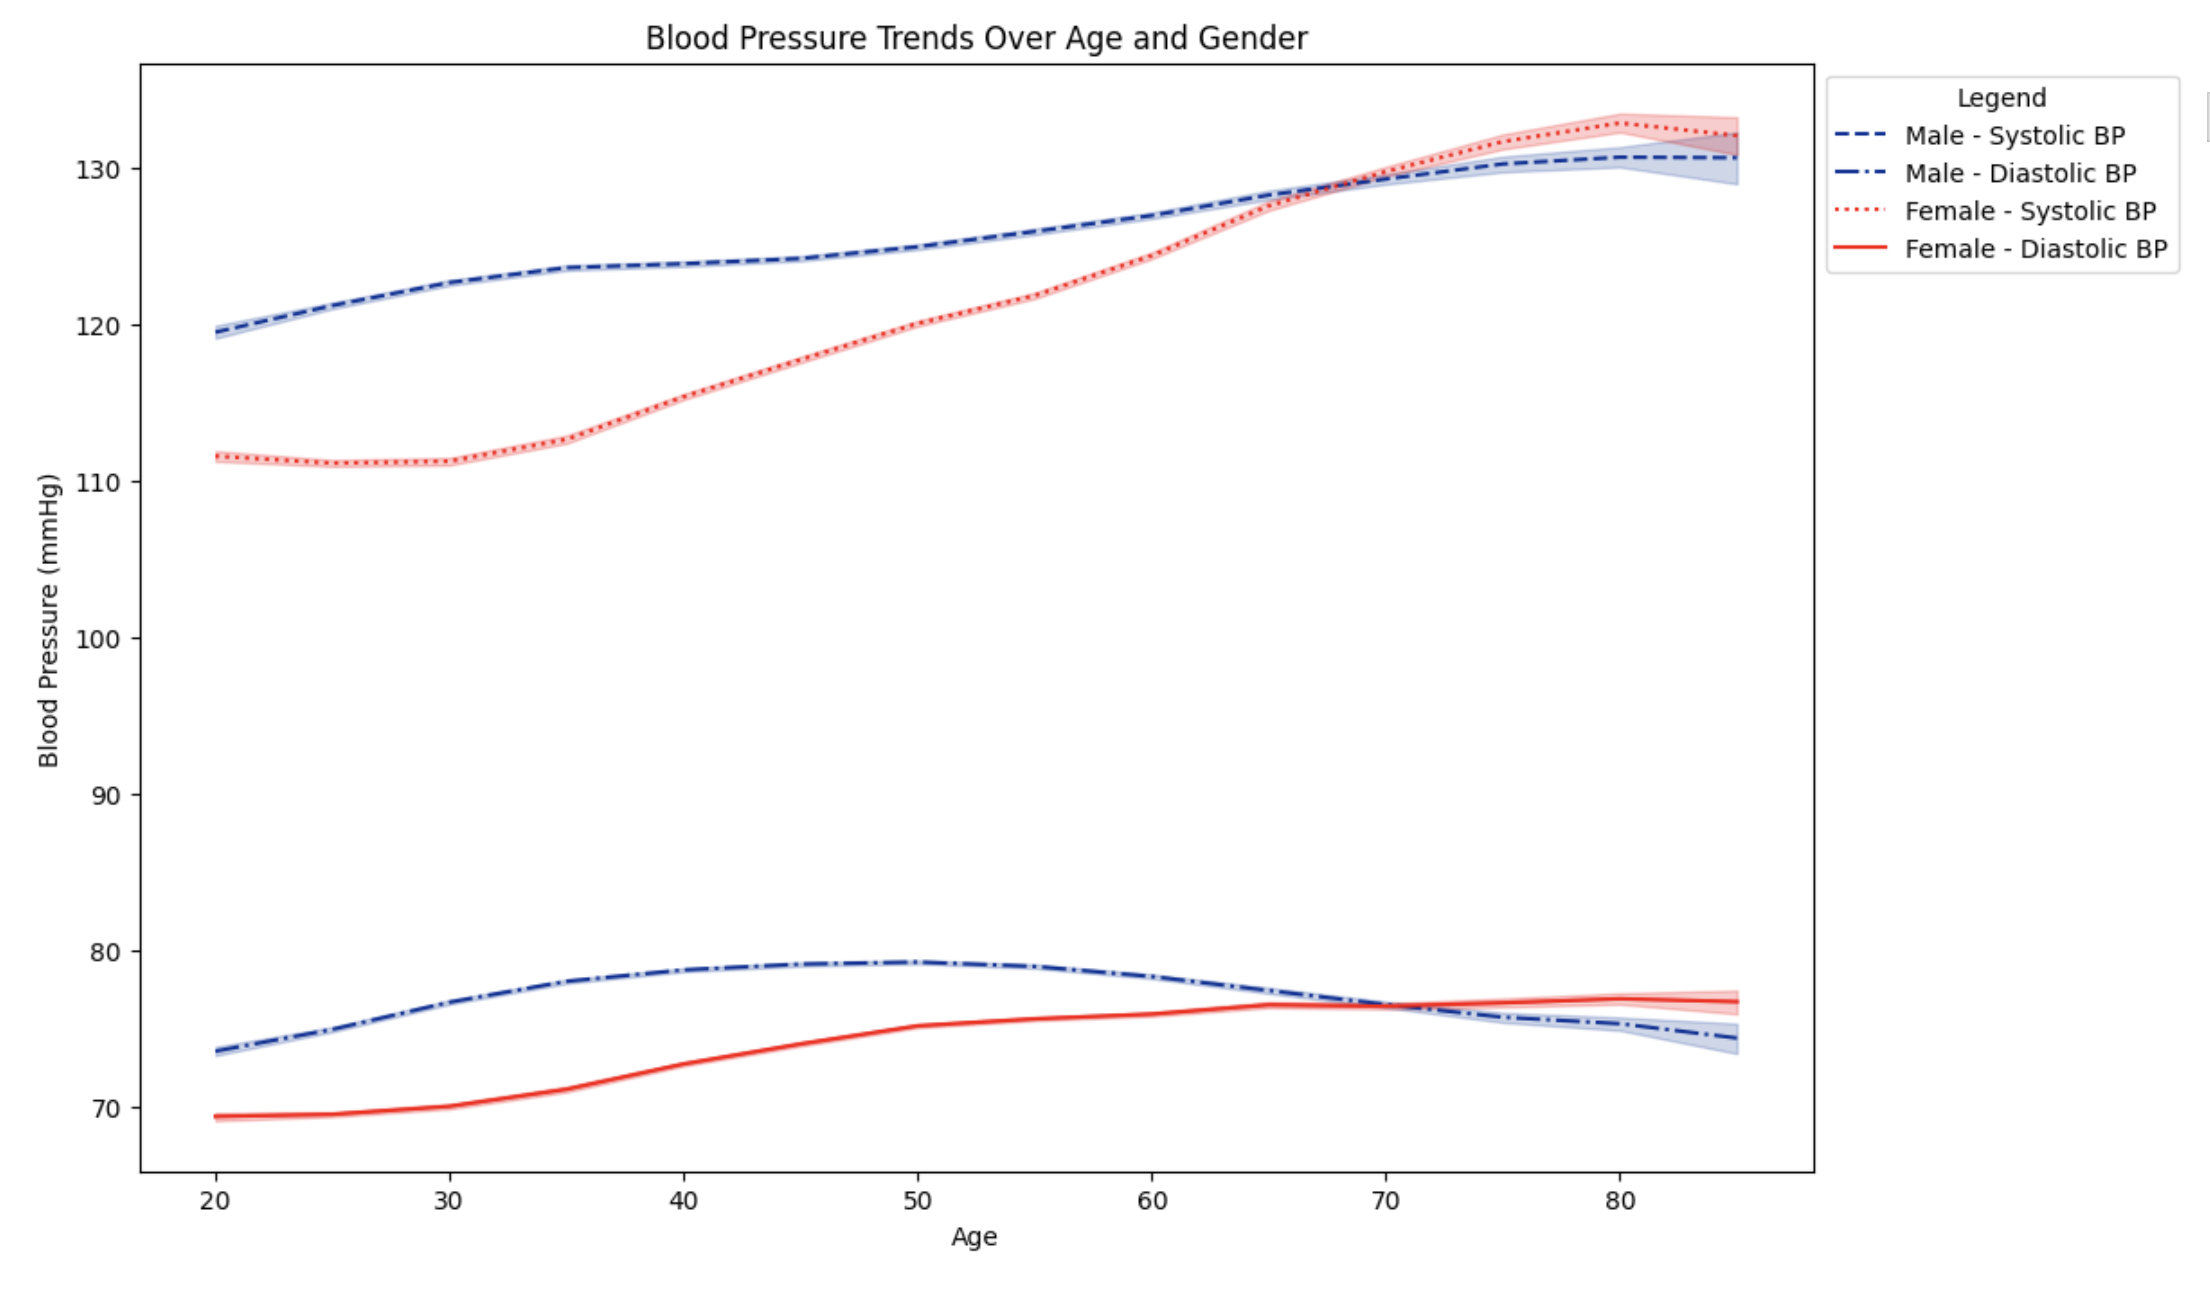 Blood Pressure Trends Over Age and Gender
Legend
Male - Systolic BP
Male - Diastolic BP
Female - Systolic BP
Female - Diastolic BP
Blood Pressure (mmHg)
130
120
110
100
90
80
70
20 30 40 50 60 70 80
Age